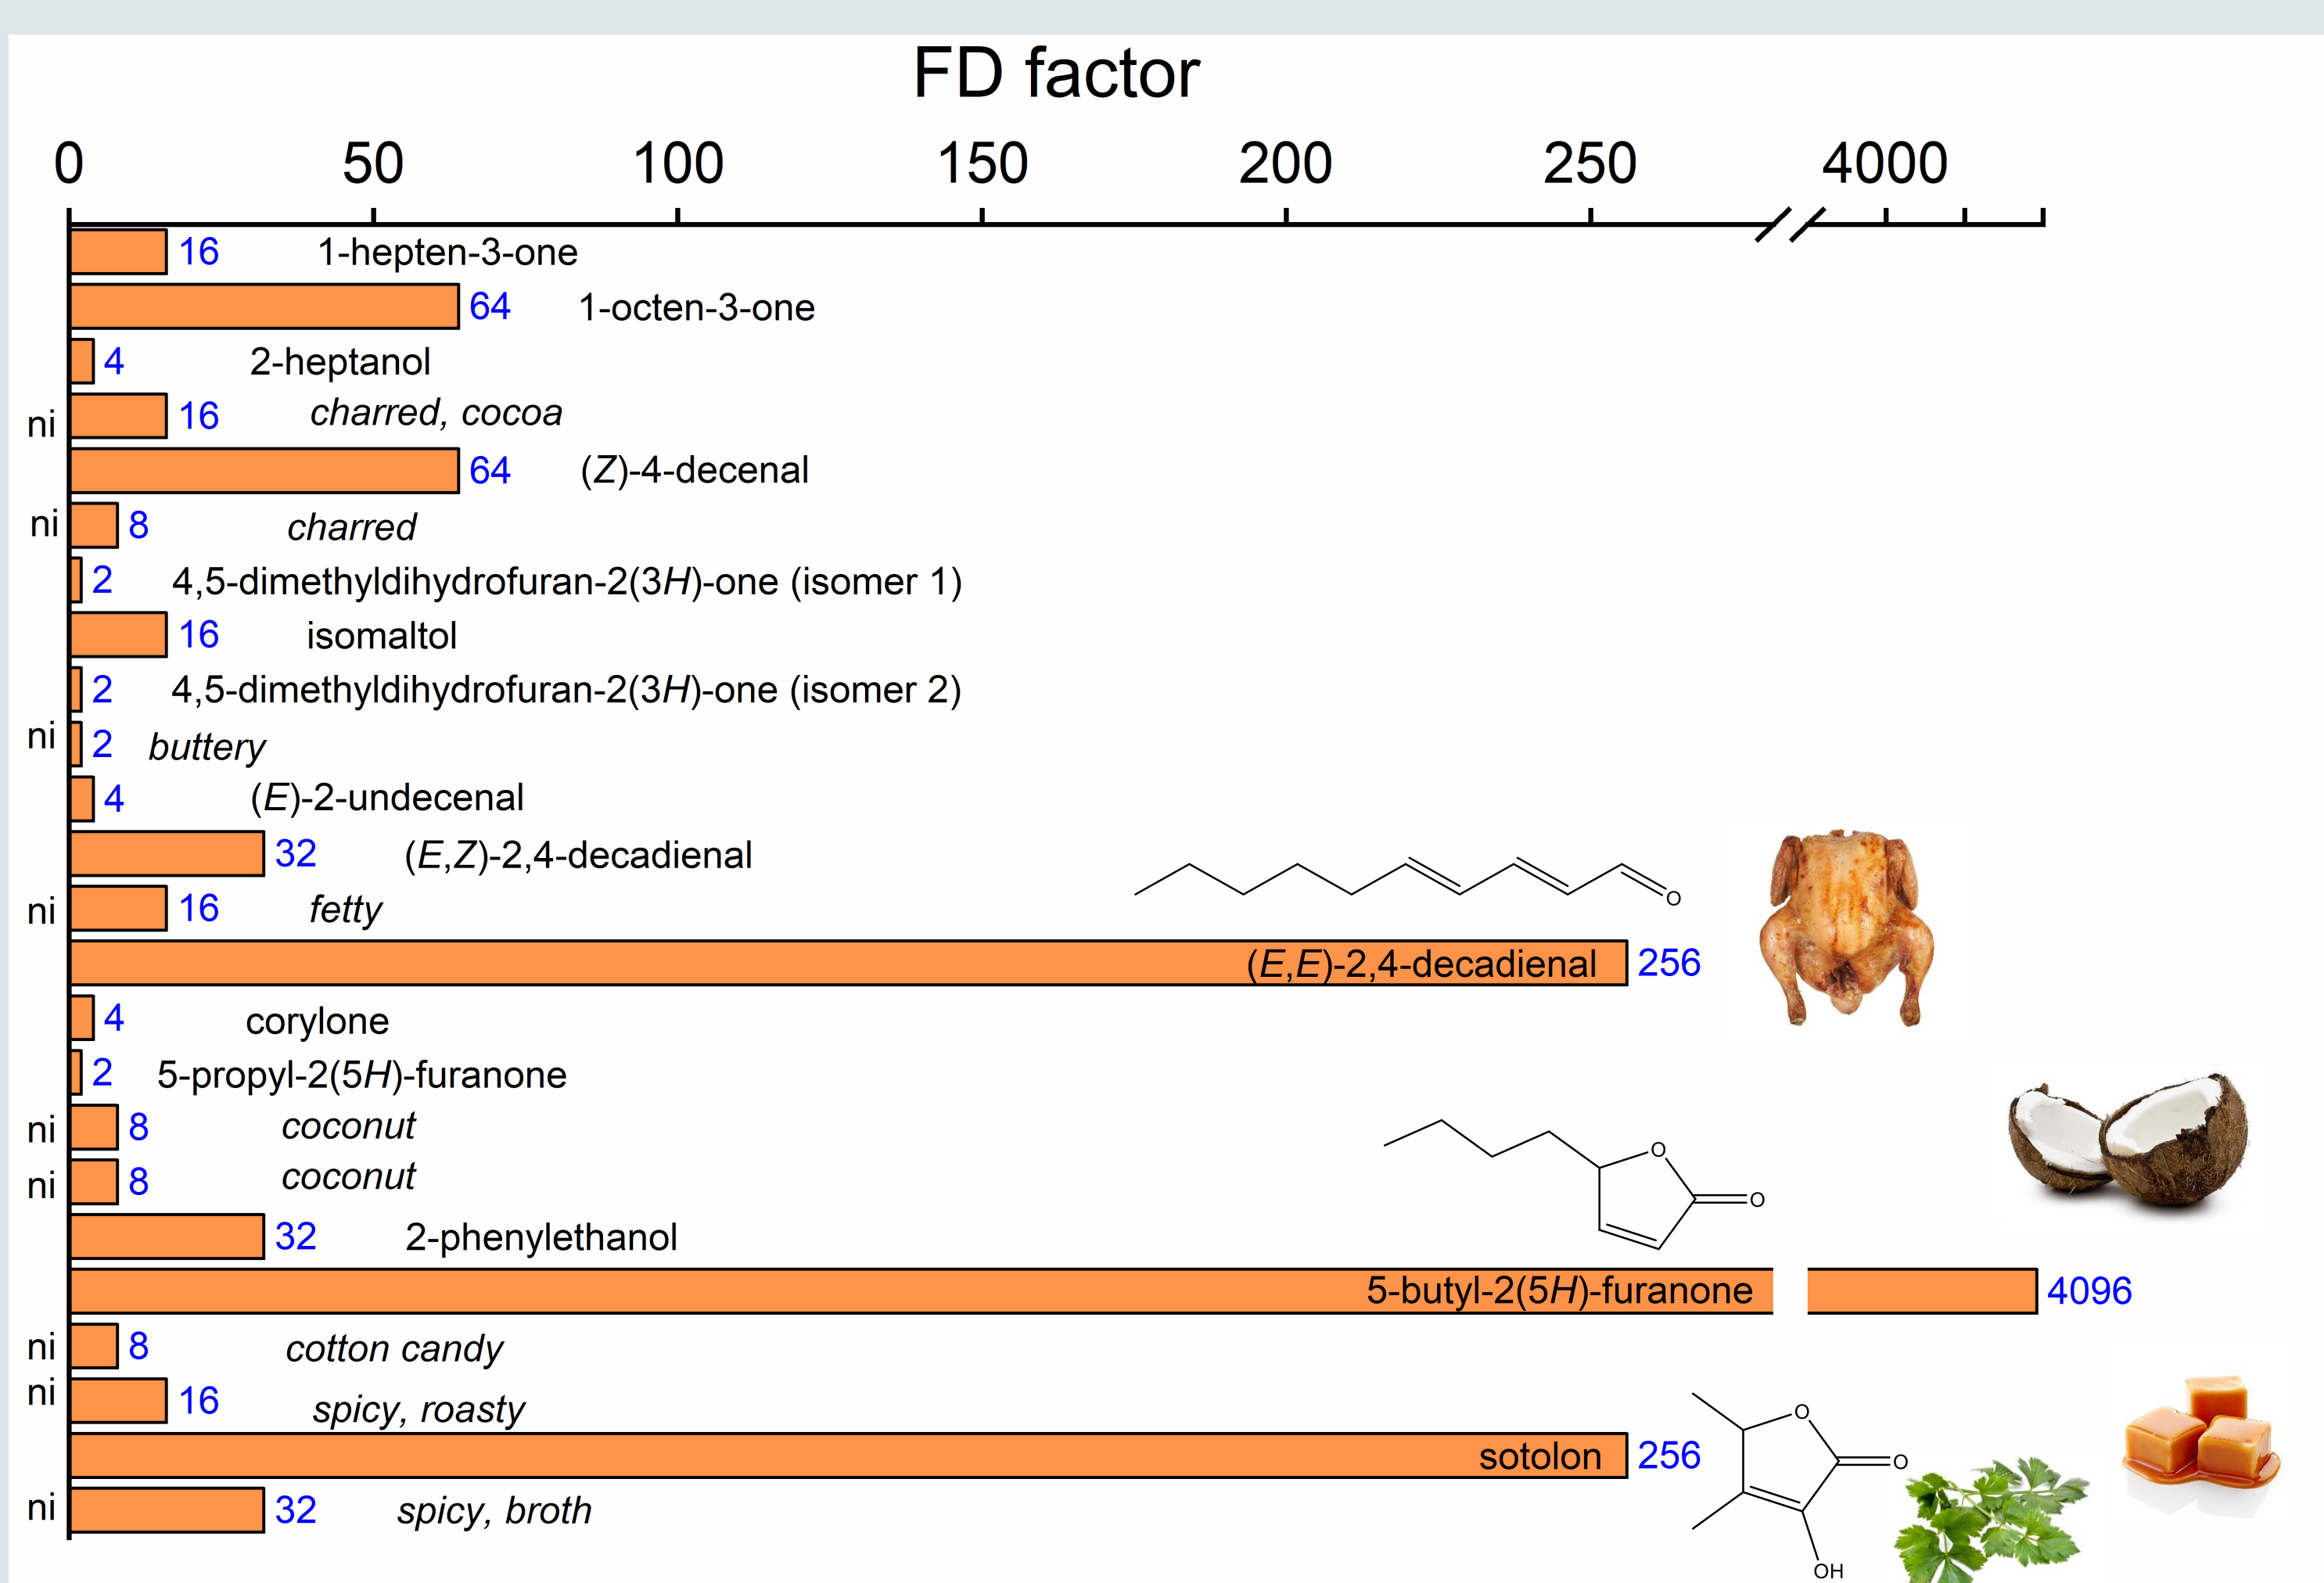 FD factor
0 50 100 150 200 250 4000
16 1-hepten-3-one
64 1-octen-3-one
4 2-heptanol
ni 16 charred, cocoa
64 (Z)-4-decenal
ni 8 charred
2 4,5-dimethyldihydrofuran-2(3H)-one (isomer 1)
16 isomaltol
2 4,5-dimethyldihydrofuran-2(3H)-one (isomer 2)
ni 2 buttery
4 (E)-2-undecenal
32 (E,Z)-2,4-decadienal
O
ni 16 fetty
(E,E)-2,4-decadienal 256
4 corylone
2 5-propyl-2(5H)-furanone
ni 8 coconut
O
ni 8 coconut
O
32 2-phenylethanol
5-butyl-2(5H)-furanone 4096
ni 8 cotton candy
ni 16 spicy, roasty
O
sotolon 256
O
ni 32 spicy, broth
OH